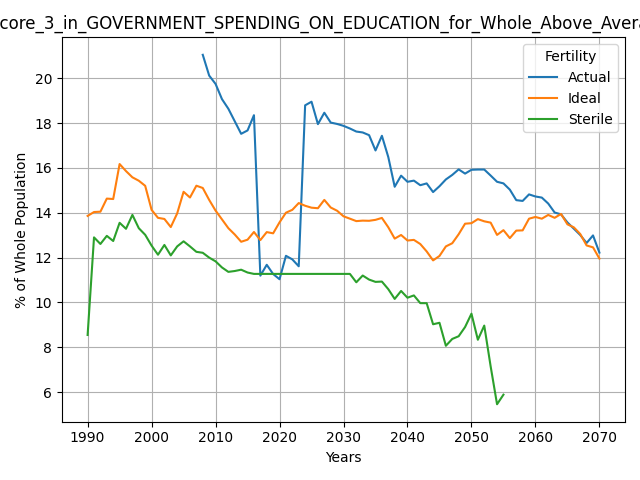 core_3_in_GOVERNMENT_SPENDING_ON_EDUCATION_for_Whole_Above_Avera
Fertility
Actual
Ideal
Sterile
% of Whole Population
20
18
16
14
12
10
8
6
1990 2000 2010 2020 2030 2040 2050 2060 2070
Years